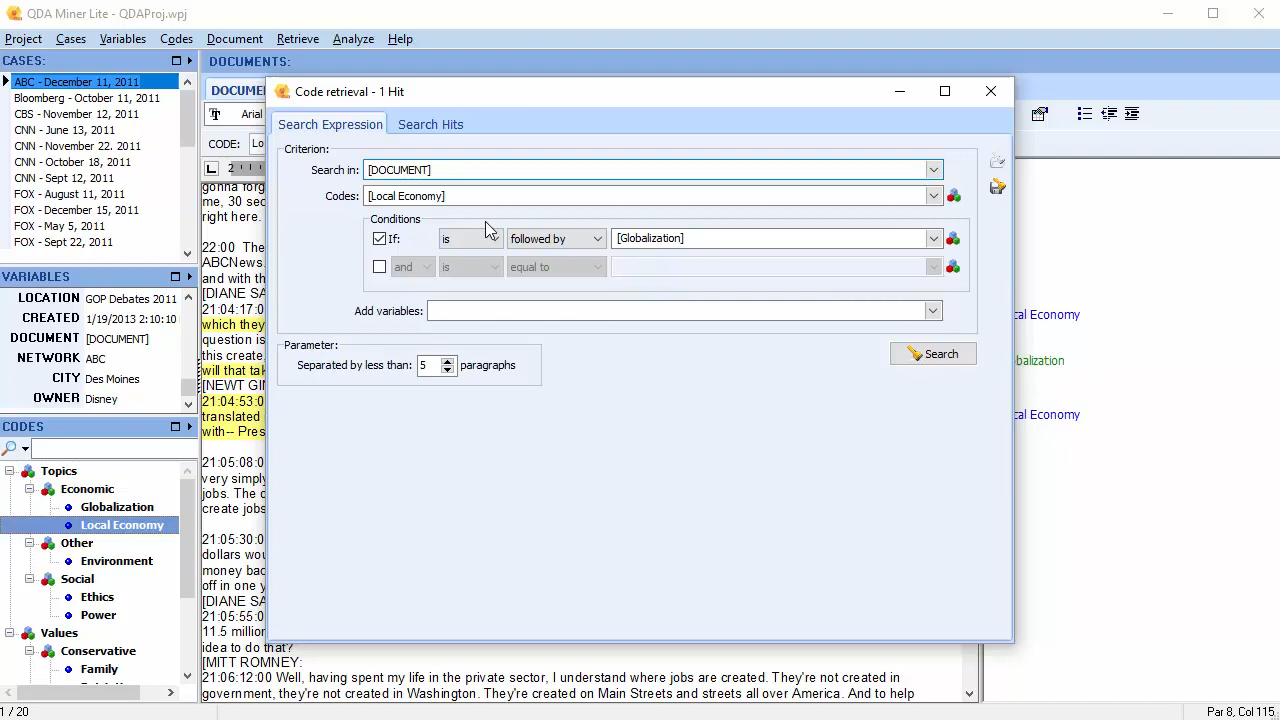 QDA Miner Lite - QDAProj.wpj
Project Cases Variables Codes Document Retrieve Analyze Help
CASES:
ABC - December 11, 2011
Bloomberg - October 11, 2011
CBS - November 12, 2011
CNN - June 13, 2011
CNN - November 22, 2011
CNN - October 18, 2011
CNN - Sept 12, 2011
FOX - August 11, 2011
FOX - December 15, 2011
FOX - May 5, 2011
FOX - Sept 22, 2011
VARIABLES
LOCATION GOP Debates 2011
CREATED 1/19/2013 2:10:10
DOCUMENT [DOCUMENT]
NETWORK ABC
CITY Des Moines
OWNER Disney
CODES
Topics
Economic
Globalization
Local Economy
Other
Environment
Social
Ethics
Power
Values
Conservative
Family
1 / 20
DOCUMENTS:
DOCUME
Arial
CODE: Lo
2
gonna forg
me, 30 sec
right here.
22:00 The
ABCNews
and with th
[DIANE SA
21:04:17:0
which they
question is
this create
will that tak
[NEWT GIN
21:04:53:0
translated
with-- Pres
21:05:08:0
very simply
jobs. The c
create jobs
21:05:30:0
dollars wou
money bac
off in one y
[DIANE SA
21:05:55:0
11.5 million
idea to do that?
[MITT ROMNEY:
21:06:12:00 Well, having spent my life in the private sector, I understand where jobs are created. They're not created in
government, they're not created in Washington. They're created on Main Streets and streets all over America. And to help
Code retrieval - 1 Hit
Search Expression Search Hits
Criterion:
Search in: [DOCUMENT]
Codes: [Local Economy]
Conditions
If: is followed by [Globalization]
and is equal to
Add variables:
Parameter:
Separated by less than: 5 paragraphs
Search
cal Economy
balization
cal Economy
Par 8, Col 115,